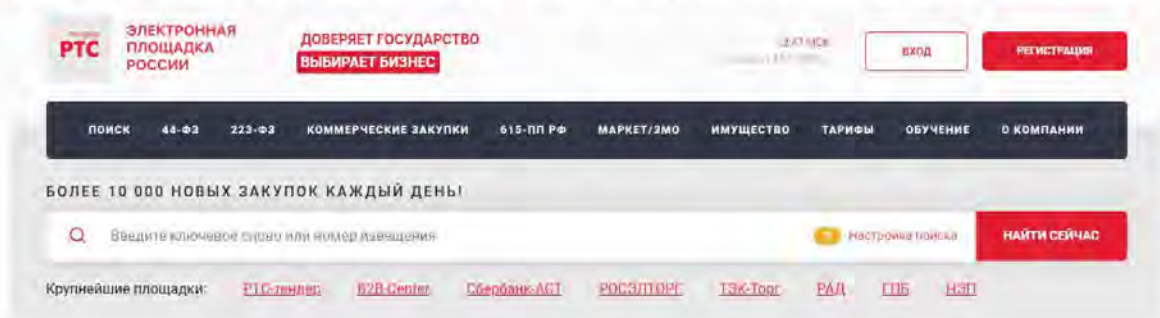 РТС
ЭЛЕКТРОННАЯ
ПЛОЩАДКА
РОССИИ
ДОВЕРЯЕТ ГОСУДАРСТВО
ВЫБИРАЕТ БИЗНЕС
ВХОД
РЕГИСТРАЦИЯ
ПОИСК 44-ФЗ 223-ФЗ КОММЕРЧЕСКИЕ ЗАКУПКИ 615-ПП РФ МАРКЕТ/ЗМО ИМУЩЕСТВО ТАРИФЫ ОБУЧЕНИЕ О КОМПАНИИ
БОЛЕЕ 10 000 НОВЫХ ЗАКУПОК КАЖДЫЙ ДЕНЬ!
Введите ключевое слово или номер извещения Настройка поиска НАЙТИ СЕЙЧАС
Крупнейшие площадки: РТС-тендер B2B-Center Сбербанк-АСТ РОСЭЛТОРГ ТЭК-Торг РАД ГПБ НЭП